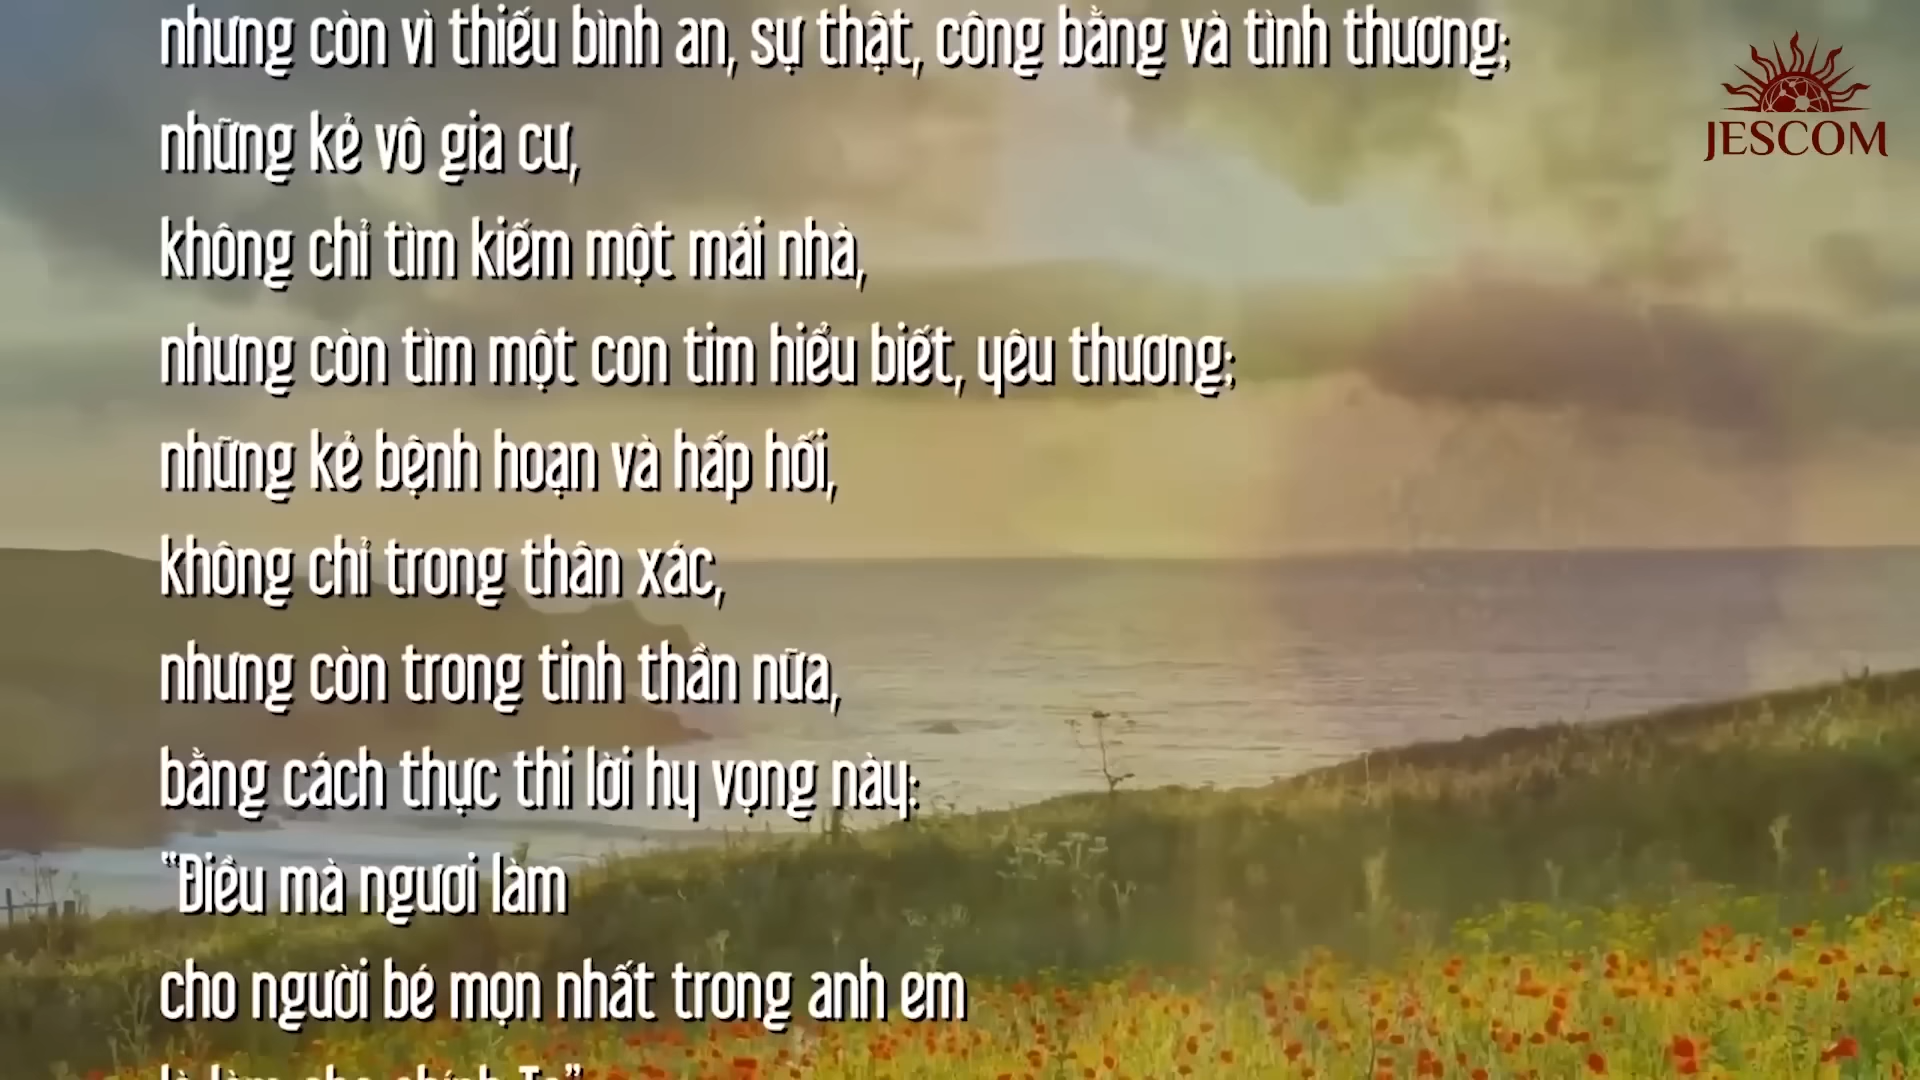 nhưng còn vì thiếu bình an, sự thật, công bằng và tình thương;
JESCOM
những kẻ vô gia cư,
không chỉ tìm kiếm một mái nhà,
nhưng còn tìm một con tim hiểu biết, yêu thương;
những kẻ bệnh hoạn và hấp hối,
không chỉ trong thân xác,
nhưng còn trong tinh thần nữa,
bằng cách thực thi lời hy vọng này:
“Điều mà ngươi làm
cho người bé mọn nhất trong anh em